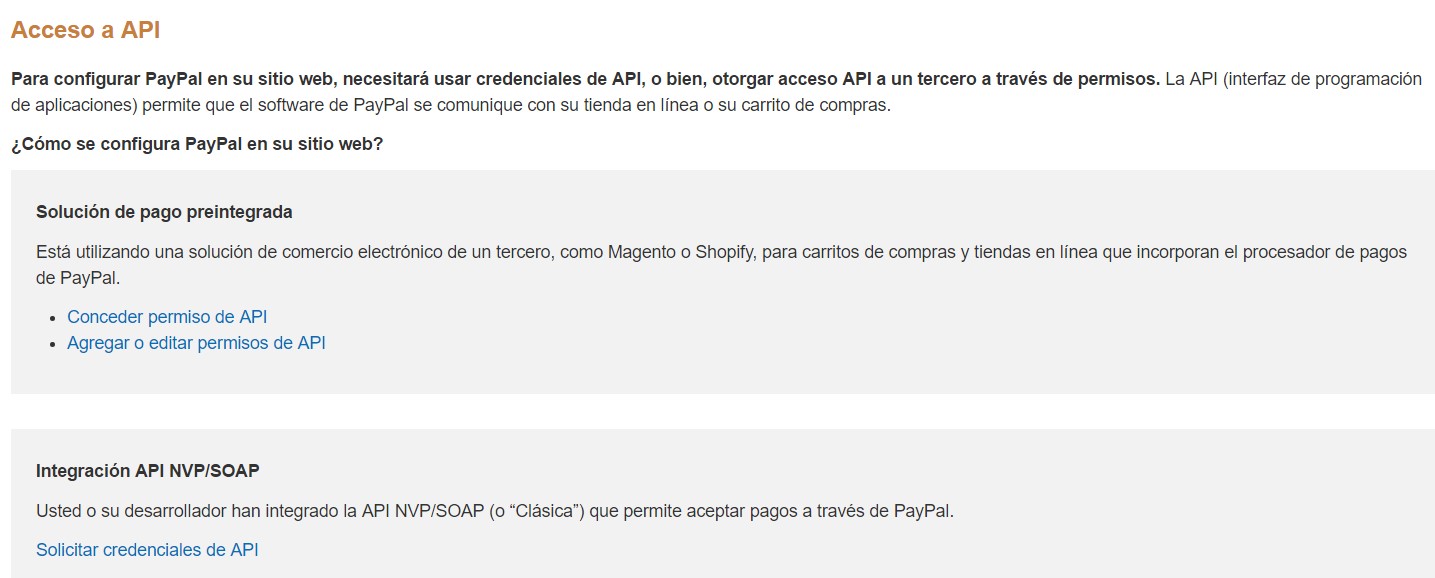 Acceso a API
Para configurar PayPal en su sitio web, necesitará usar credenciales de API, o bien, otorgar acceso API a un tercero a través de permisos. La API (interfaz de programación
de aplicaciones) permite que el software de PayPal se comunique con su tienda en línea o su carrito de compras.
¿Cómo se configura PayPal en su sitio web?
Solución de pago preintegrada
Está utilizando una solución de comercio electrónico de un tercero, como Magento o Shopify, para carritos de compras y tiendas en línea que incorporan el procesador de pagos
de PayPal.
• Conceder permiso de API
• Agregar o editar permisos de API
Integración API NVP/SOAP
Usted o su desarrollador han integrado la API NVP/SOAP (o “Clásica”) que permite aceptar pagos a través de PayPal.
Solicitar credenciales de API